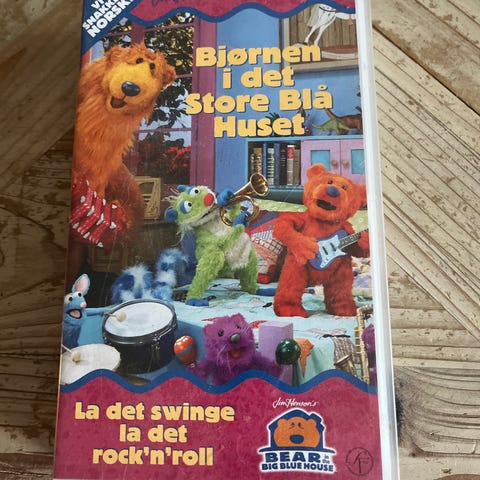 VI
SNAKKER
NORSK
Bjørnen
i det
Store Blå
Huset
La det swinge
la det
rock'n'roll
Jim Henson's
BEAR in the
BIG BLUE HOUSE
SF